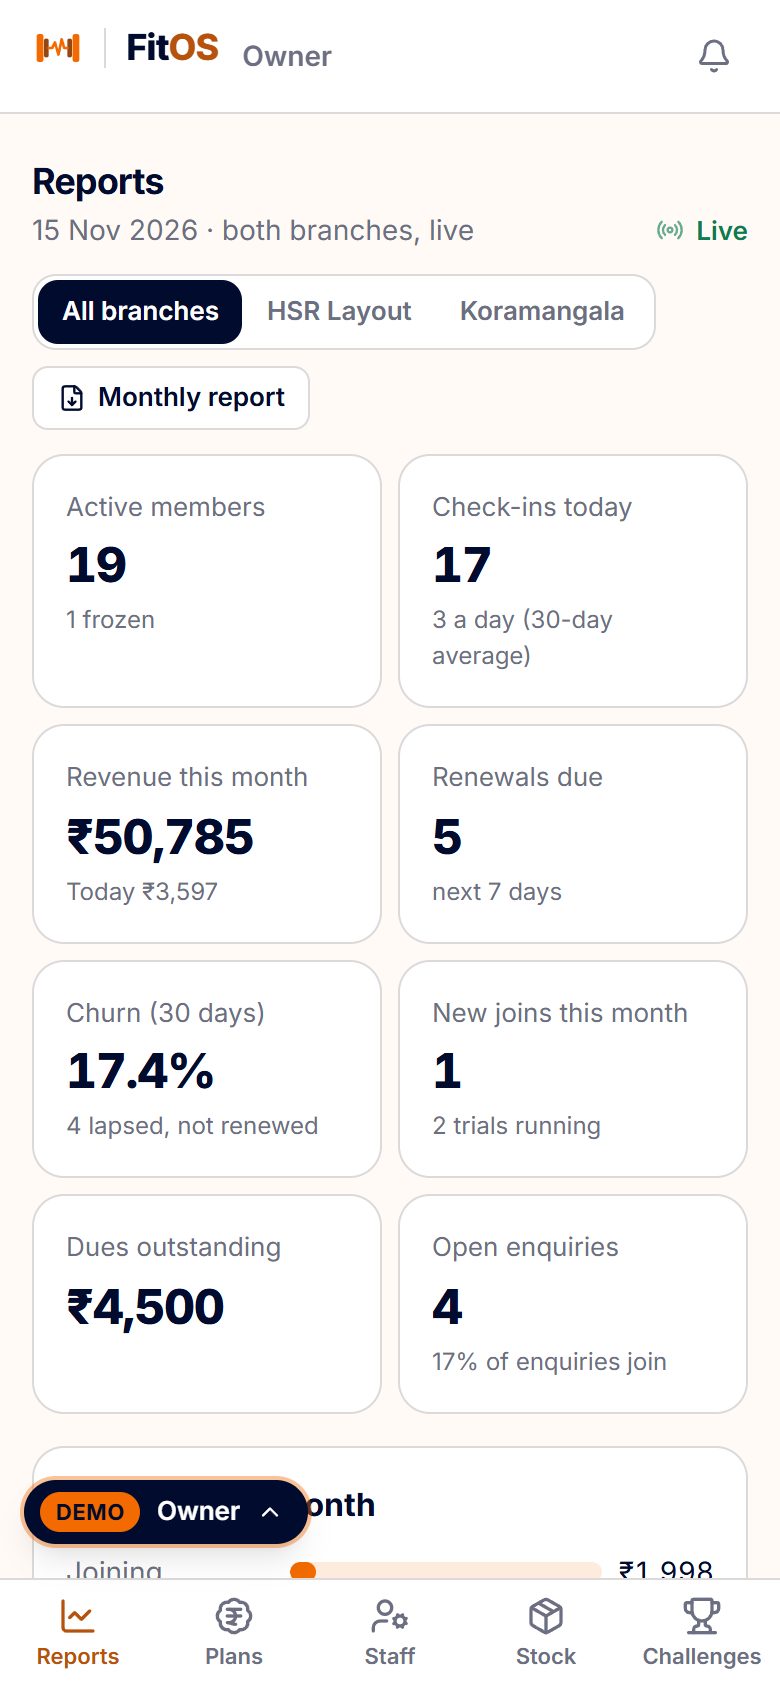 FitOS Owner
Reports
15 Nov 2026 · both branches, live
Live
All branches
HSR Layout
Koramangala
Monthly report
Active members
19
1 frozen
Check-ins today
17
3 a day (30-day
average)
Revenue this month
₹50,785
Today ₹3,597
Renewals due
5
next 7 days
Churn (30 days)
17.4%
4 lapsed, not renewed
New joins this month
1
2 trials running
Dues outstanding
₹4,500
Open enquiries
4
17% of enquiries join
DEMO Owner
Joining
₹1,998
Reports
Plans
Staff
Stock
Challenges